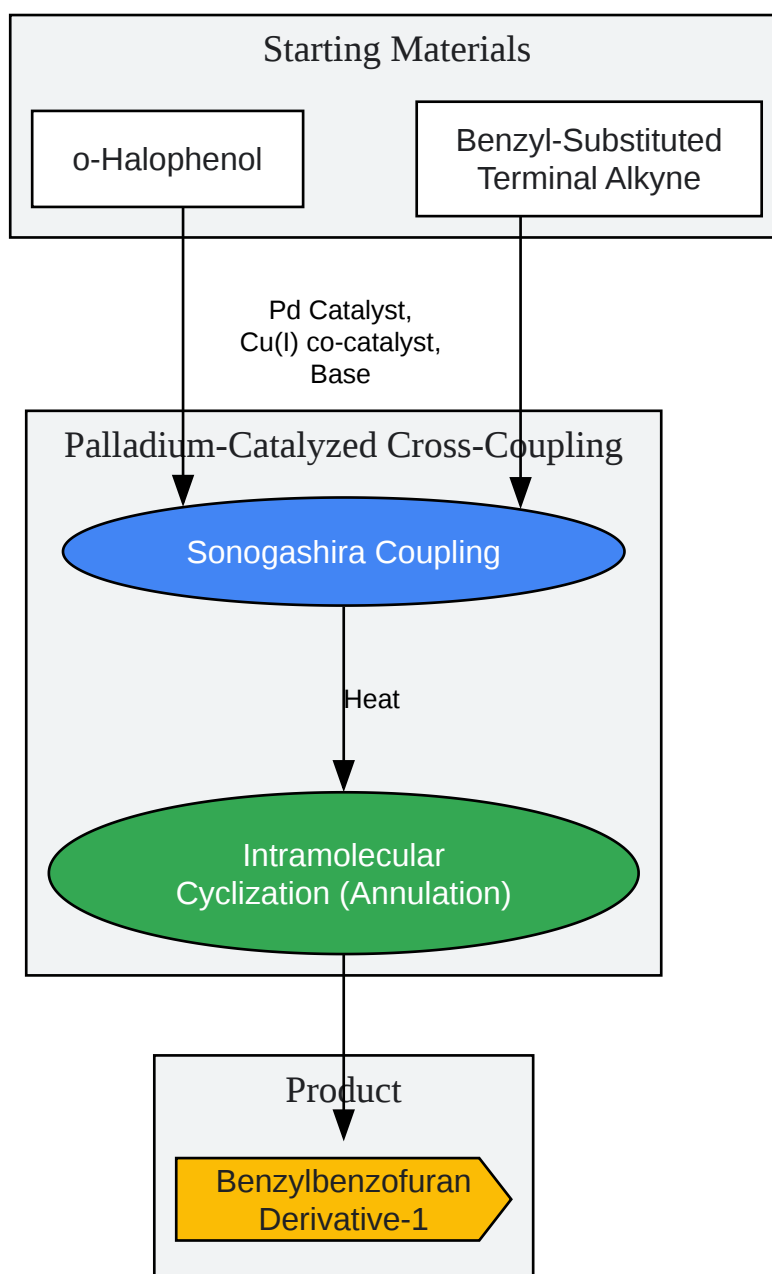 Starting Materials
o-Halophenol
Benzyl-Substituted
Terminal Alkyne
Pd Catalyst,
Cu(I) co-catalyst,
Base
Palladium-Catalyzed Cross-Coupling
Sonogashira Coupling
Heat
Intramolecular
Cyclization (Annulation)
Product
Benzylbenzofuran
Derivative-1